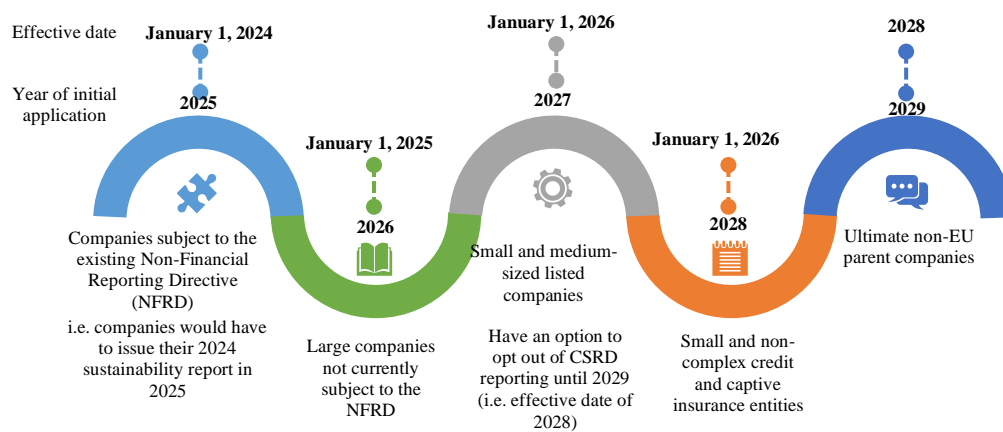 Effective date
Year of initial
application
January 1, 2024
2025
Companies subject to the
existing Non-Financial
Reporting Directive
(NFRD)
i.e. companies would have
to issue their 2024
sustainability report in
2025
January 1, 2025
2026
Large companies
not currently
subject to the
NFRD
January 1, 2026
2027
Small and medium-
sized listed
companies
Have an option to
opt out of CSRD
reporting until 2029
(i.e. effective date of
2028)
January 1, 2026
2028
Small and non-
complex credit
and captive
insurance entities
2028
2029
Ultimate non-EU
parent companies